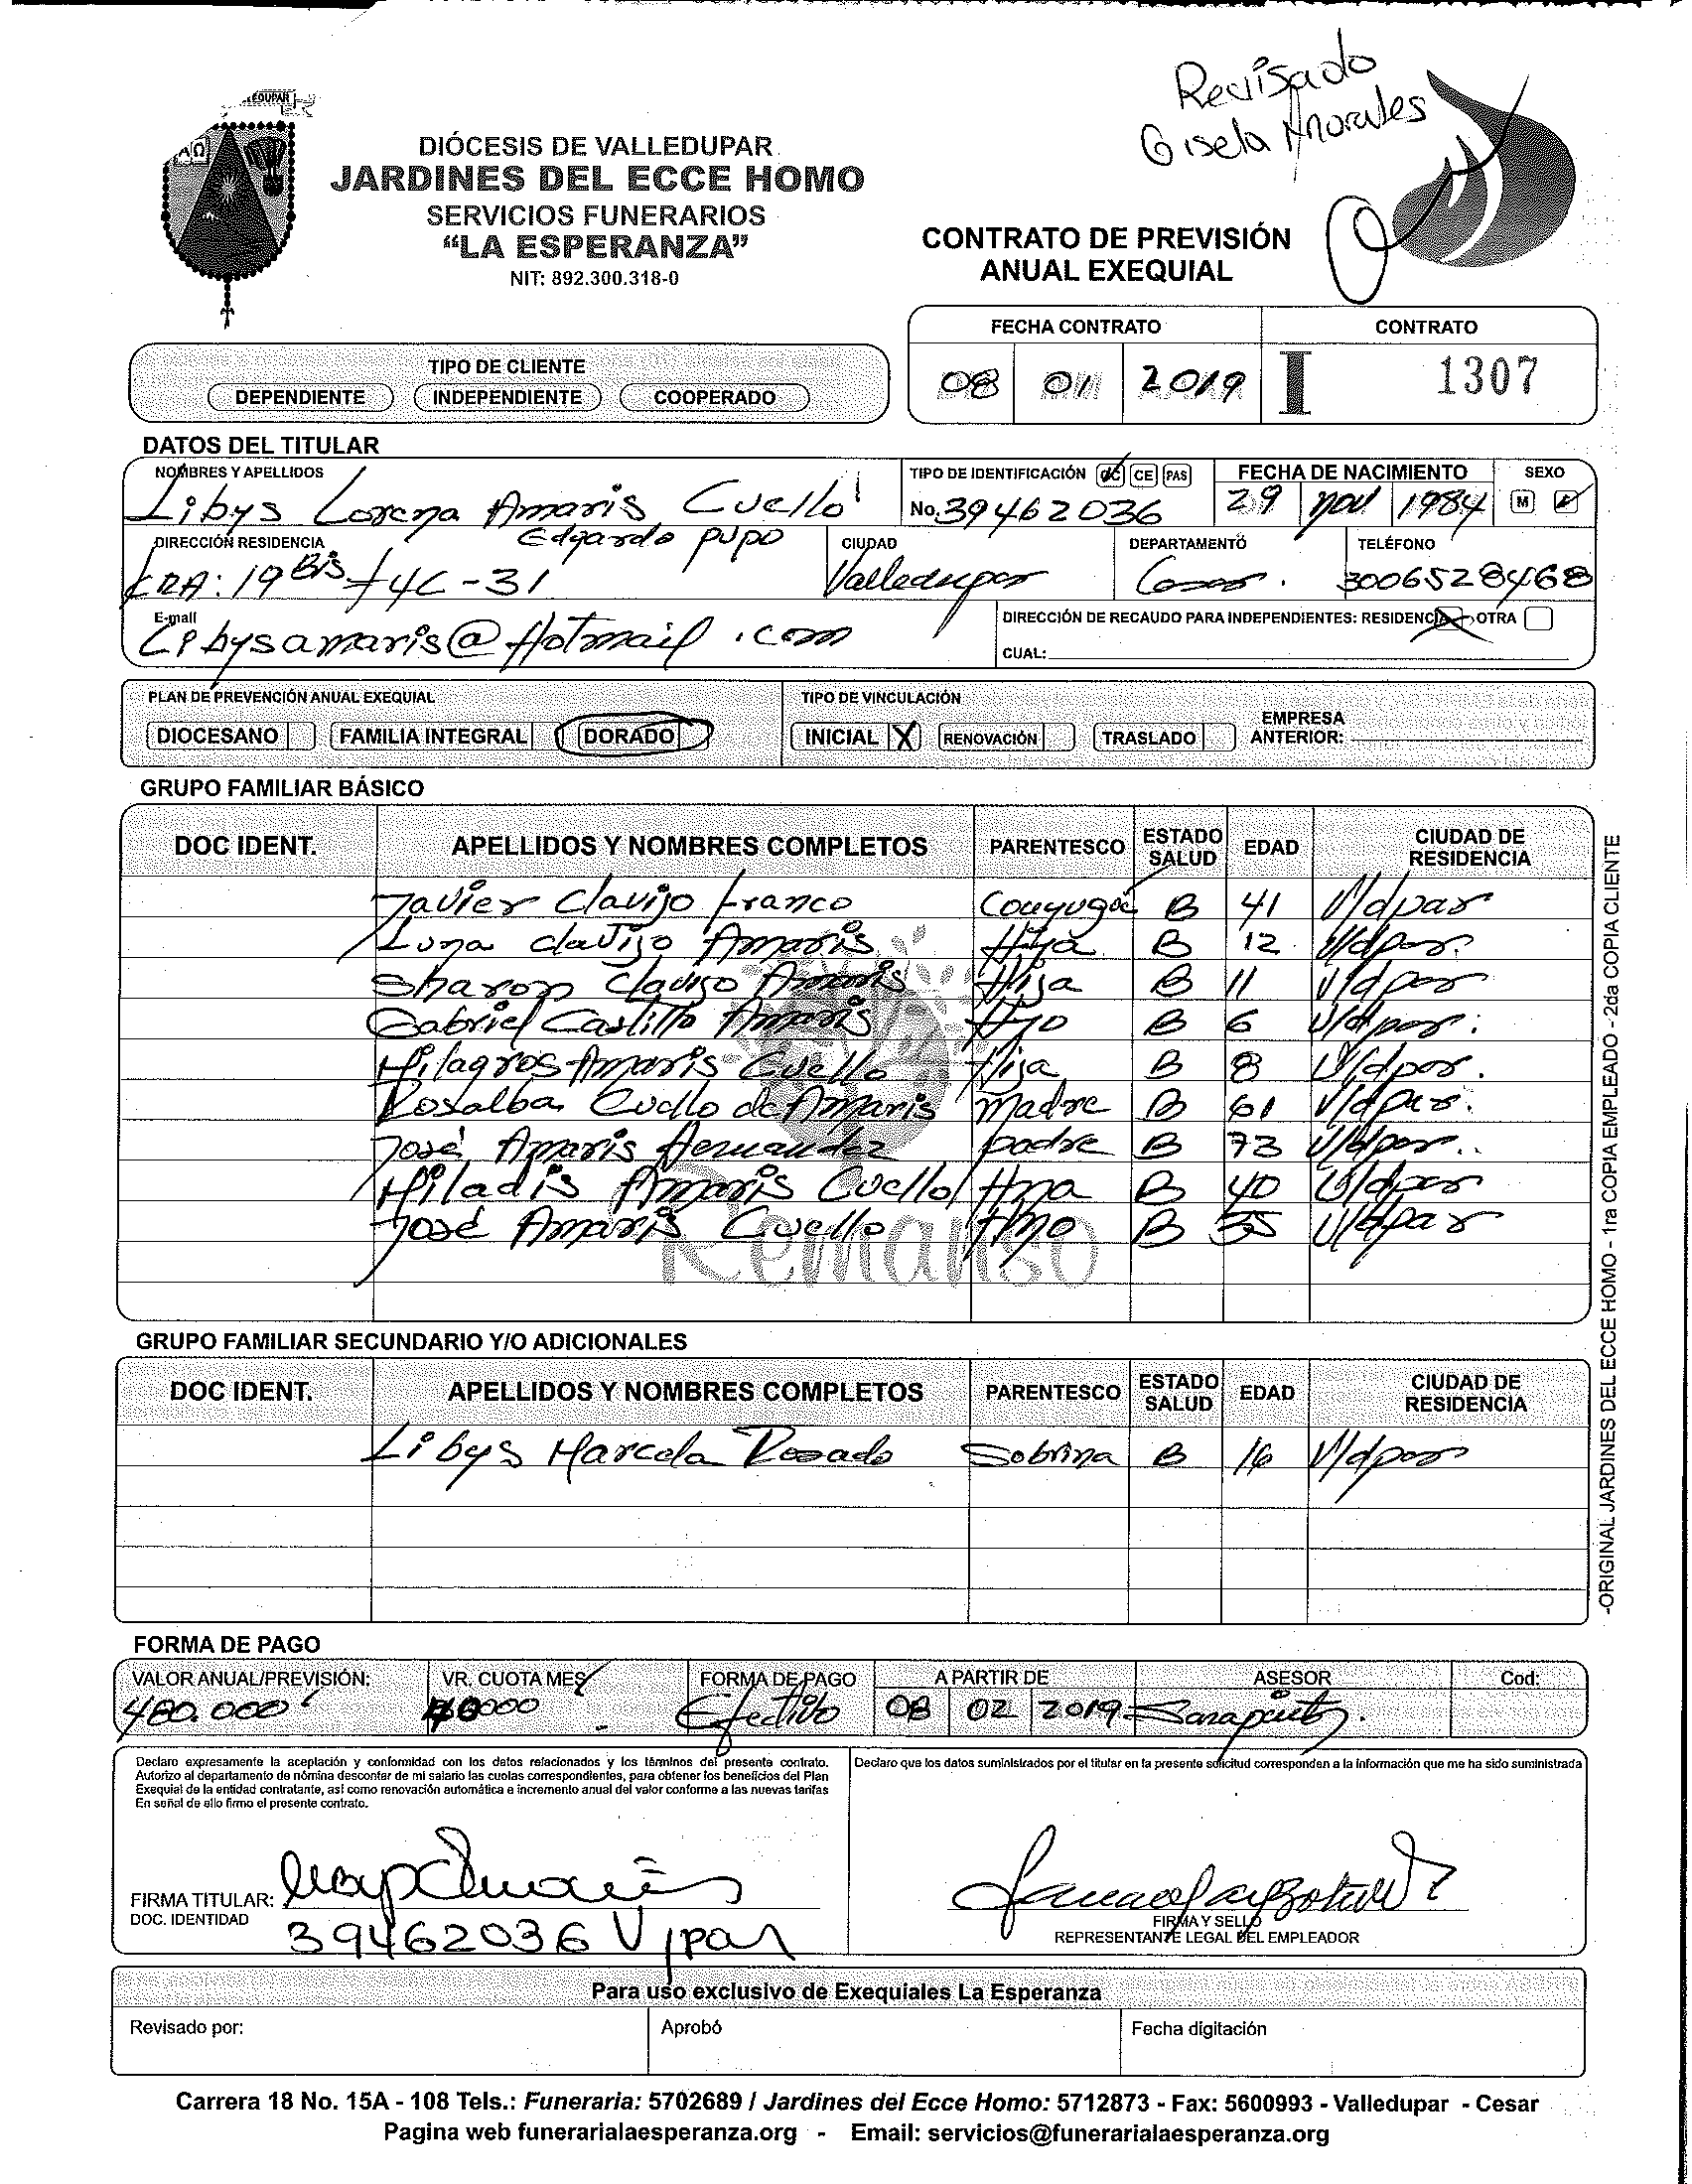 Revisado
Gisela Morales
DIÓCESIS DE VALLEDUPAR
JARDINES DEL ECCE HOMO
SERVICIOS FUNERARIOS
“LA ESPERANZA”
NIT: 892.300.318-0
CONTRATO DE PREVISIÓN
ANUAL EXEQUIAL
FECHA CONTRATO CONTRATO
08 01 2019 I 1307
TIPO DE CLIENTE
DEPENDIENTE INDEPENDIENTE COOPERADO
DATOS DEL TITULAR
NOMBRES Y APELLIDOS TIPO DE IDENTIFICACIÓN CC CE PAS FECHA DE NACIMIENTO SEXO
Libys Lorena Amaris Cuello No. 39462036 29 nov 1984 M F
Edgardo pupo
DIRECCIÓN RESIDENCIA CIUDAD DEPARTAMENTO TELÉFONO
KRA: 19 Bis #4C-31 Valledupar Cesar. 3006528468
E-mail DIRECCIÓN DE RECAUDO PARA INDEPENDIENTES: RESIDENCIA OTRA
Libysamaris@Hotmail.com
CUAL:
PLAN DE PREVENCIÓN ANUAL EXEQUIAL TIPO DE VINCULACIÓN
DIOCESANO FAMILIA INTEGRAL DORADO INICIAL X RENOVACIÓN TRASLADO EMPRESA ANTERIOR:
GRUPO FAMILIAR BÁSICO
DOC IDENT. APELLIDOS Y NOMBRES COMPLETOS PARENTESCO ESTADO SALUD EDAD CIUDAD DE RESIDENCIA
Javier Clavijo Franco Conyugue B 41 V/dpar
Luna Clavijo Amaris Hija B 12 V/dpar.
Sharon Clavijo Amaris Hija B 11 V/dpar
Gabriel Castillo Amaris Hijo B 6 V/dpar.
Milagros Amaris Cuello Hija B 8 V/dpar.
Rosalba Cuello de Amaris Madre B 61 V/dpar.
José Amaris Hernandez padre B 73 V/dpar..
Miladis Amaris Cuello Hna B 40 V/dpar
José Amaris Cuello Hno B 35 V/dpar
Remanso
GRUPO FAMILIAR SECUNDARIO Y/O ADICIONALES
DOC IDENT. APELLIDOS Y NOMBRES COMPLETOS PARENTESCO ESTADO SALUD EDAD CIUDAD DE RESIDENCIA
Libys Marcela Rosado Sobrina B 16 V/dpar
-ORIGINAL JARDINES DEL ECCE HOMO - 1ra COPIA EMPLEADO - 2da COPIA CLIENTE
FORMA DE PAGO
VALOR ANUAL/PREVISIÓN: VR. CUOTA MES FORMA DE PAGO A PARTIR DE ASESOR Cod:
480.000 40000 Efectivo 08 02 2019
Declaro expresamente la aceptación y conformidad con los datos relacionados y los términos del presente contrato.
Autorizo al departamento de nómina descontar de mi salario las cuotas correspondientes, para obtener los beneficios del Plan
Exequial de la entidad contratante, así como renovación automática e incremento anual del valor conforme a las nuevas tarifas
En señal de ello firmo el presente contrato.
Declaro que los datos suministrados por el titular en la presente solicitud corresponden a la información que me ha sido suministrada
FIRMA TITULAR:
DOC. IDENTIDAD
39462036 V/par
FIRMA Y SELLO
REPRESENTANTE LEGAL DEL EMPLEADOR
Para uso exclusivo de Exequiales La Esperanza
Revisado por: Aprobó Fecha digitación
Carrera 18 No. 15A - 108 Tels.: Funeraria: 5702689 / Jardines del Ecce Homo: 5712873 - Fax: 5600993 - Valledupar - Cesar
Pagina web funerarialaesperanza.org - Email: servicios@funerarialaesperanza.org